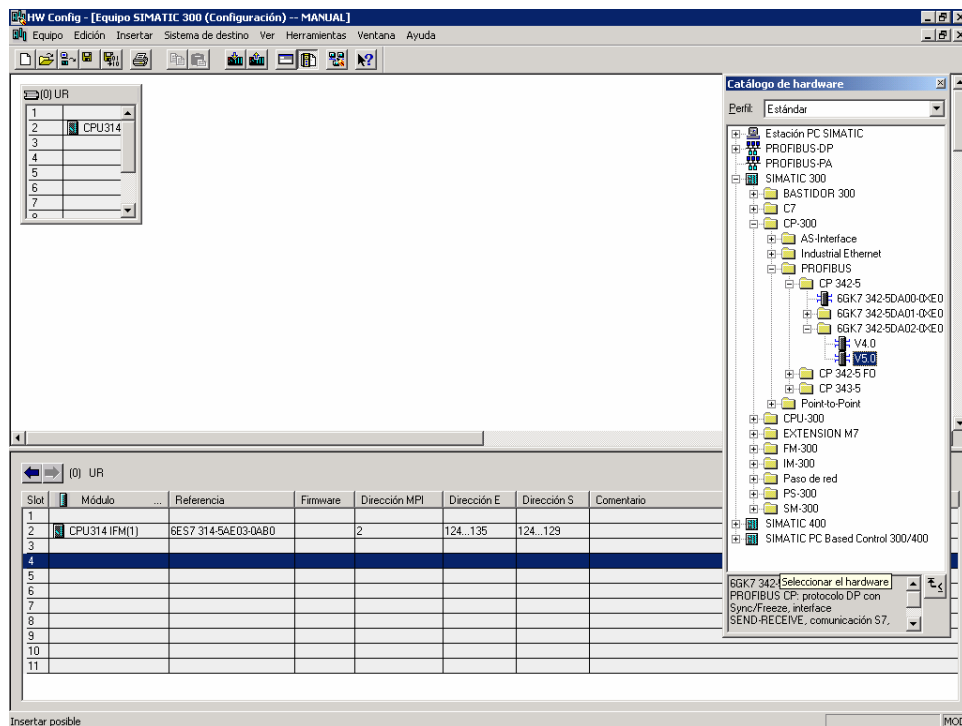 HW Config - [Equipo SIMATIC 300 (Configuración) -- MANUAL]
Equipo Edición Insertar Sistema de destino Ver Herramientas Ventana Ayuda
(0) UR
1
2 CPU314
3
4
5
6
7
8
Catálogo de hardware
Perfil: Estándar
Estación PC SIMATIC
PROFIBUS-DP
PROFIBUS-PA
SIMATIC 300
BASTIDOR 300
C7
CP-300
AS-Interface
Industrial Ethernet
PROFIBUS
CP 342-5
6GK7 342-5DA00-0XE0
6GK7 342-5DA01-0XE0
6GK7 342-5DA02-0XE0
V4.0
V5.0
CP 342-5 FO
CP 343-5
Point-to-Point
CPU-300
EXTENSION M7
FM-300
IM-300
Paso de red
PS-300
SM-300
SIMATIC 400
SIMATIC PC Based Control 300/400
6GK7 342-
Seleccionar el hardware
PROFIBUS CP: protocolo DP con
Sync/Freeze, interface
SEND-RECEIVE, comunicación S7,
(0) UR
Slot Módulo ... Referencia Firmware Dirección MPI Dirección E Dirección S Comentario
1
2 CPU314 IFM(1) 6ES7 314-5AE03-0AB0 2 124...135 124...129
3
4
5
6
7
8
9
10
11
Insertar posible
MOD